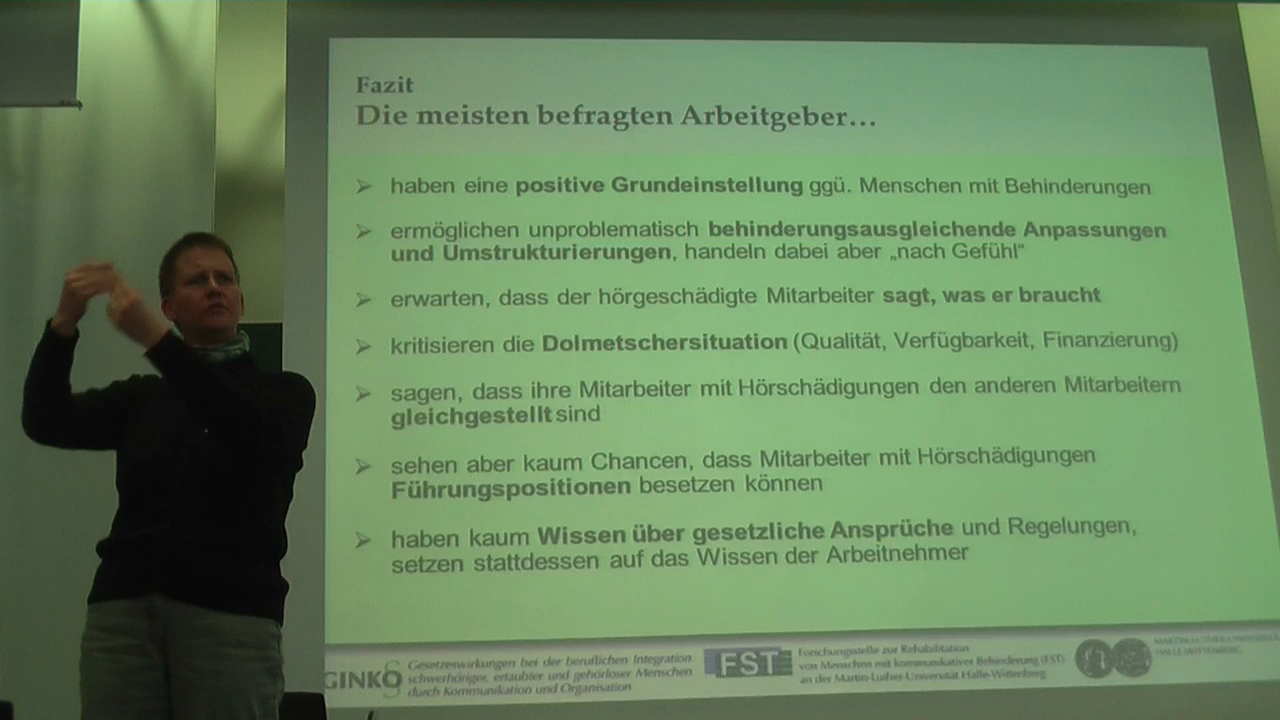 Fazit
Die meisten befragten Arbeitgeber…
➢ haben eine positive Grundeinstellung ggü. Menschen mit Behinderungen
➢ ermöglichen unproblematisch behinderungsausgleichende Anpassungen
und Umstrukturierungen, handeln dabei aber „nach Gefühl“
➢ erwarten, dass der hörgeschädigte Mitarbeiter sagt, was er braucht
➢ kritisieren die Dolmetschersituation (Qualität, Verfügbarkeit, Finanzierung)
➢ sagen, dass ihre Mitarbeiter mit Hörschädigungen den anderen Mitarbeitern
gleichgestellt sind
➢ sehen aber kaum Chancen, dass Mitarbeiter mit Hörschädigungen
Führungspositionen besetzen können
➢ haben kaum Wissen über gesetzliche Ansprüche und Regelungen,
setzen stattdessen auf das Wissen der Arbeitnehmer
GINKO
S
Gesetzeswirkungen bei der beruflichen Integration
schwerhöriger, ertaubter und gehörloser Menschen
durch Kommunikation und Organisation
FST
Forschungsstelle zur Rehabilitation
von Menschen mit kommunikativer Behinderung (FST)
an der Martin-Luther-Universität Halle-Wittenberg
MARTIN-LUTHER-UNIVERSITÄT
HALLE-WITTENBERG